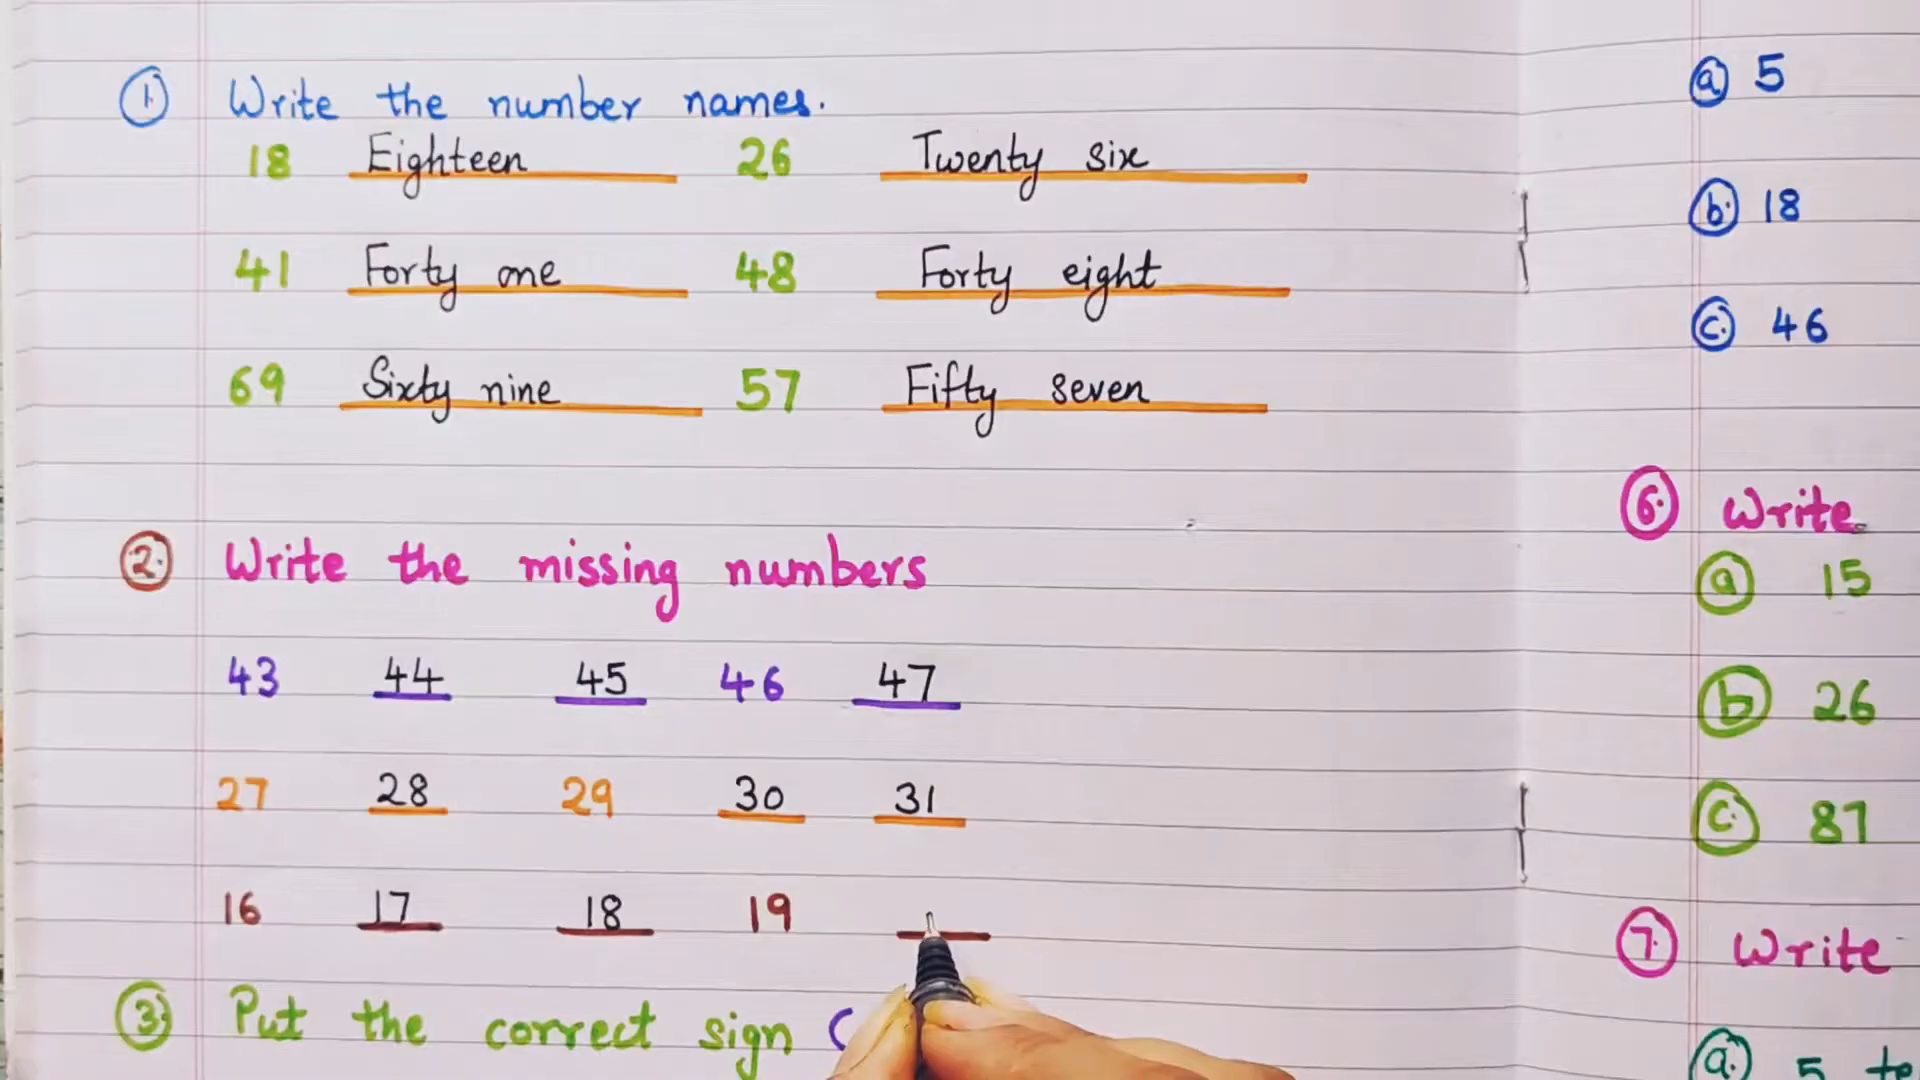 1. Write the number names.
18 Eighteen 26 Twenty six
41 Forty one 48 Forty eight
69 Sixty nine 57 Fifty seven
2. Write the missing numbers
43 44 45 46 47
27 28 29 30 31
16 17 18 19
3. Put the correct sign (
a 5
b. 18
c. 46
6. Write
a 15
b 26
c. 87
7. Write
a. 5 to